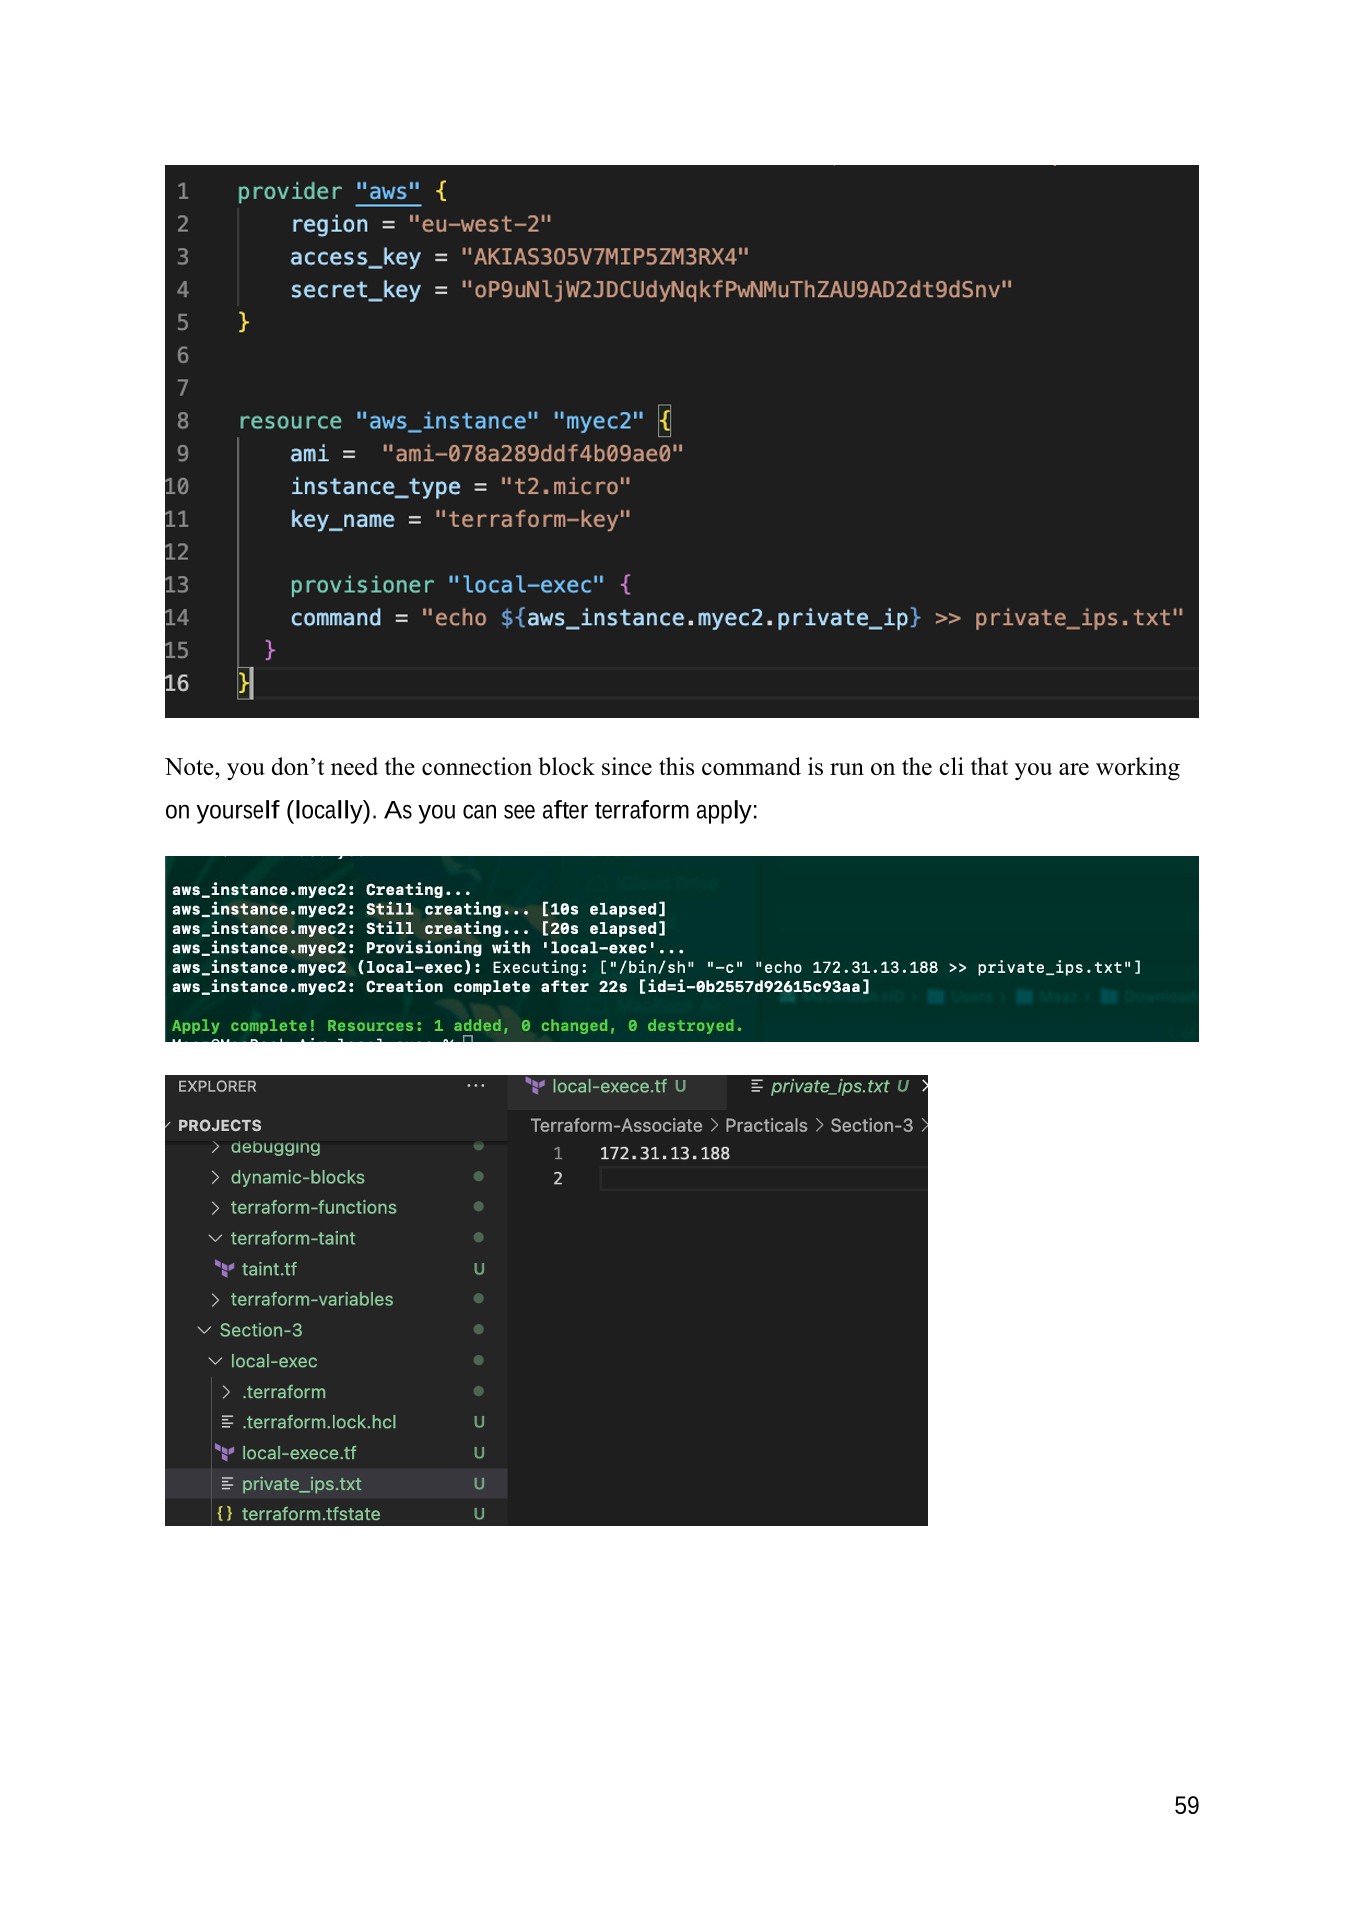 1 provider "aws" {
2 region = "eu-west-2"
3 access_key = "AKIAS3O5V7MIP5ZM3RX4"
4 secret_key = "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"
5 }
6
7
8 resource "aws_instance" "myec2" {
9 ami = "ami-078a289ddf4b09ae0"
10 instance_type = "t2.micro"
11 key_name = "terraform-key"
12
13 provisioner "local-exec" {
14 command = "echo ${aws_instance.myec2.private_ip} >> private_ips.txt"
15 }
16 }
Note, you don’t need the connection block since this command is run on the cli that you are working
on yourself (locally). As you can see after terraform apply:
aws_instance.myec2: Creating...
aws_instance.myec2: Still creating... [10s elapsed]
aws_instance.myec2: Still creating... [20s elapsed]
aws_instance.myec2: Provisioning with 'local-exec'...
aws_instance.myec2 (local-exec): Executing: ["/bin/sh" "-c" "echo 172.31.13.188 >> private_ips.txt"]
aws_instance.myec2: Creation complete after 22s [id=i-0b2557d92615c93aa]
Apply complete! Resources: 1 added, 0 changed, 0 destroyed.
EXPLORER ...
PROJECTS
debugging
dynamic-blocks
terraform-functions
terraform-taint
taint.tf U
terraform-variables
Section-3
local-exec
.terraform
.terraform.lock.hcl U
local-exece.tf U
private_ips.txt U
terraform.tfstate U
local-exece.tf U private_ips.txt U
Terraform-Associate > Practicals > Section-3 >
1 172.31.13.188
2
59